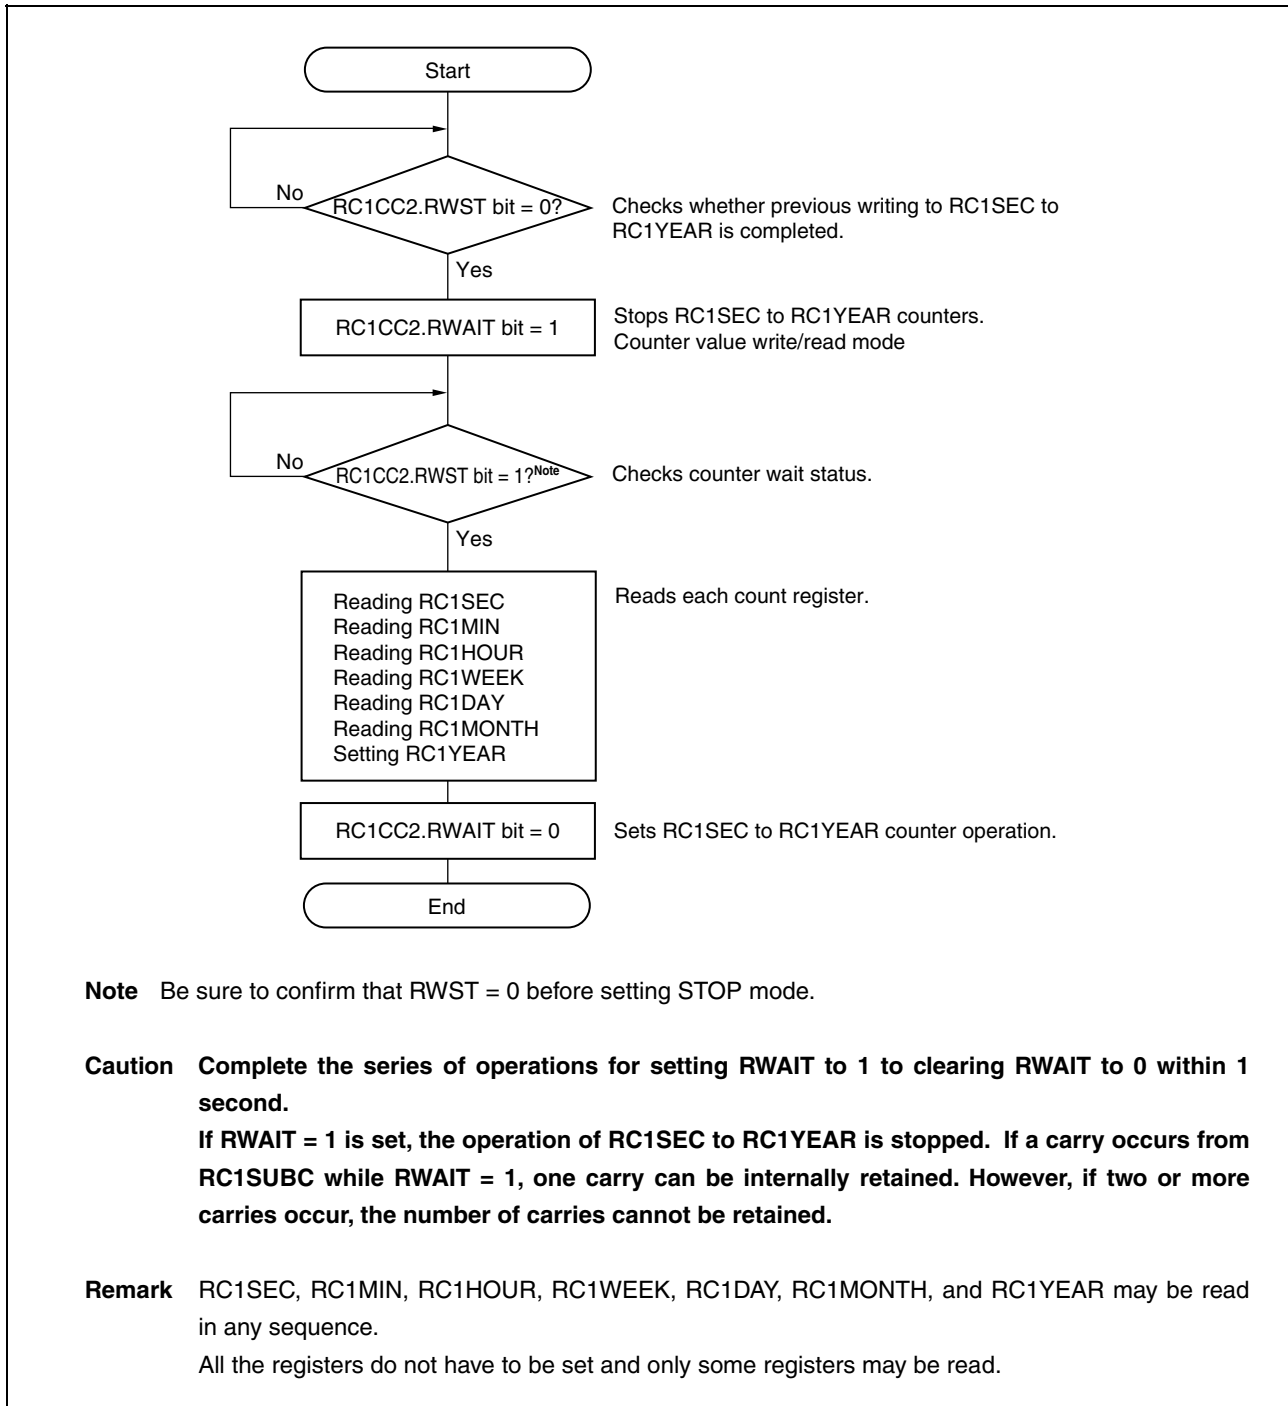 Start
No
RC1CC2.RWST bit = 0?
Checks whether previous writing to RC1SEC to
RC1YEAR is completed.
Yes
RC1CC2.RWAIT bit = 1
Stops RC1SEC to RC1YEAR counters.
Counter value write/read mode
No
RC1CC2.RWST bit = 1?Note
Checks counter wait status.
Yes
Reading RC1SEC
Reading RC1MIN
Reading RC1HOUR
Reading RC1WEEK
Reading RC1DAY
Reading RC1MONTH
Setting RC1YEAR
Reads each count register.
RC1CC2.RWAIT bit = 0
Sets RC1SEC to RC1YEAR counter operation.
End
Note Be sure to confirm that RWST = 0 before setting STOP mode.
Caution Complete the series of operations for setting RWAIT to 1 to clearing RWAIT to 0 within 1
second.
If RWAIT = 1 is set, the operation of RC1SEC to RC1YEAR is stopped. If a carry occurs from
RC1SUBC while RWAIT = 1, one carry can be internally retained. However, if two or more
carries occur, the number of carries cannot be retained.
Remark RC1SEC, RC1MIN, RC1HOUR, RC1WEEK, RC1DAY, RC1MONTH, and RC1YEAR may be read
in any sequence.
All the registers do not have to be set and only some registers may be read.